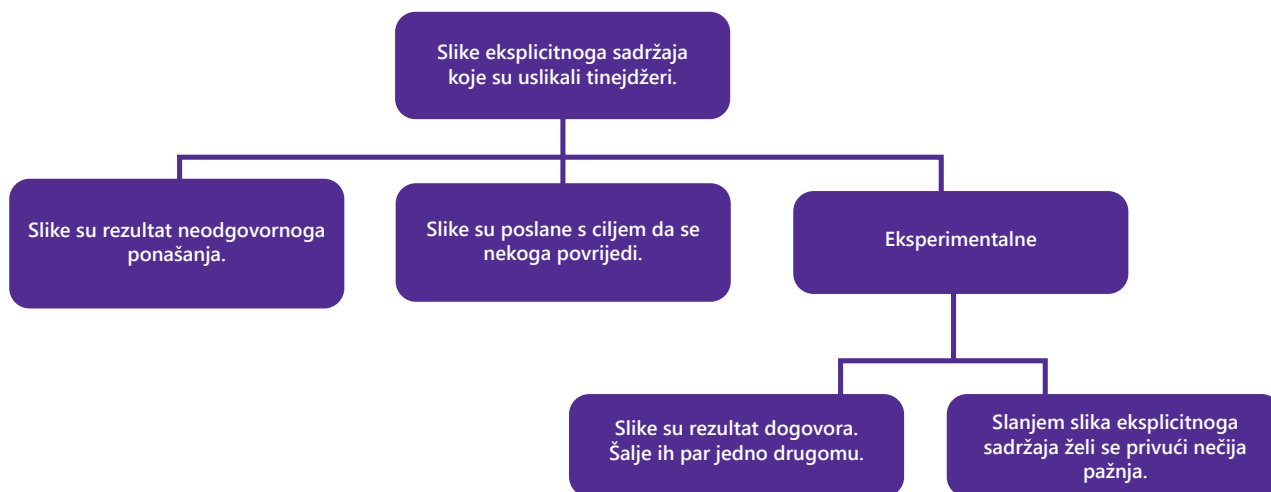 Slike eksplicitnoga sadržaja
koje su uslikali tinejdžeri.
Slike su rezultat neodgovornoga
ponašanja.
Slike su poslane s ciljem da se
nekoga povrijedi.
Eksperimentalne
Slike su rezultat dogovora.
Šalje ih par jedno drugomu.
Slanjem slika eksplicitnoga
sadržaja želi se privući nečija
pažnja.